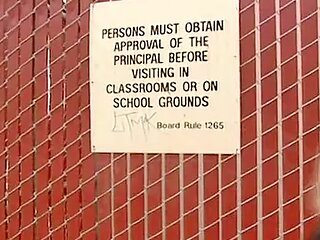 PERSONS MUST OBTAIN
APPROVAL OF THE
PRINCIPAL BEFORE
VISITING IN
CLASSROOMS OR ON
SCHOOL GROUNDS
Board Rule 1265